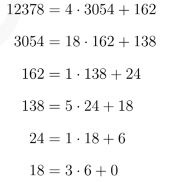 12378 = 4 · 3054 + 162
3054 = 18 · 162 + 138
162 = 1 · 138 + 24
138 = 5 · 24 + 18
24 = 1 · 18 + 6
18 = 3 · 6 + 0